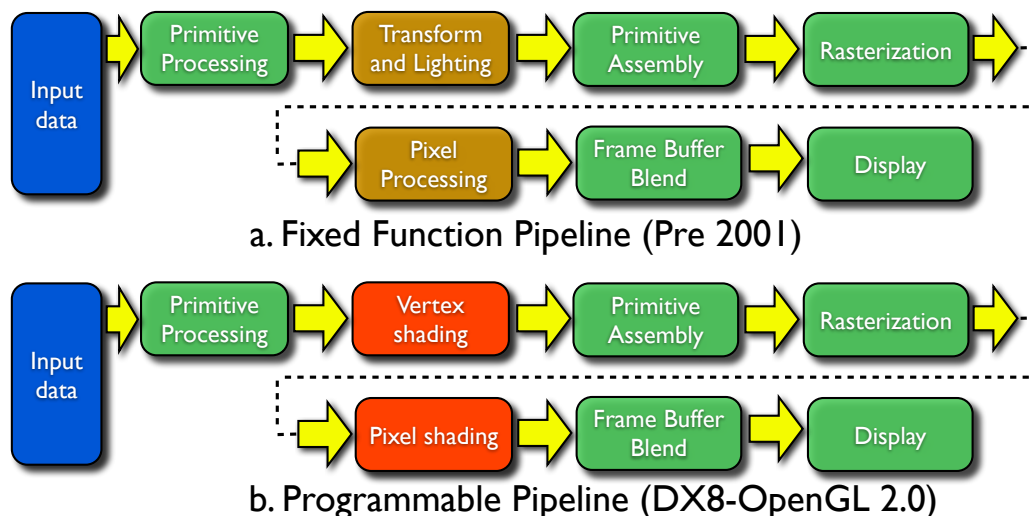 Input
data
Primitive
Processing
Transform
and Lighting
Primitive
Assembly
Rasterization
Pixel
Processing
Frame Buffer
Blend
Display
a. Fixed Function Pipeline (Pre 2001)
Input
data
Primitive
Processing
Vertex
shading
Primitive
Assembly
Rasterization
Pixel shading
Frame Buffer
Blend
Display
b. Programmable Pipeline (DX8-OpenGL 2.0)